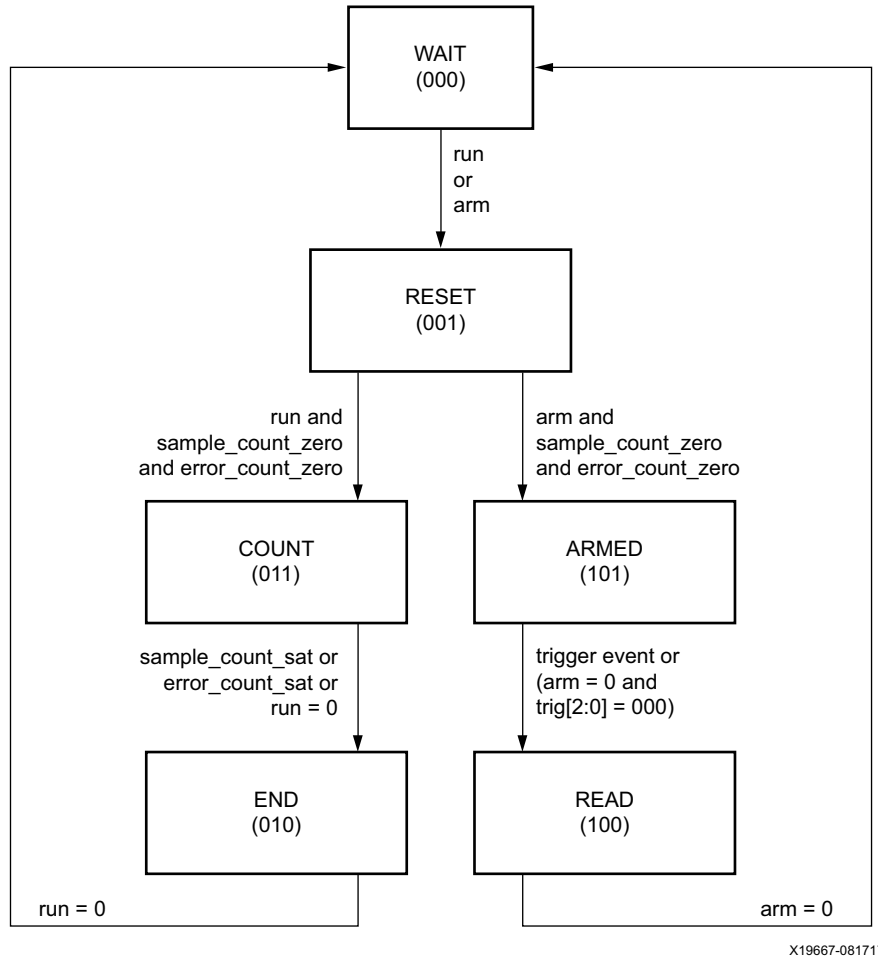 WAIT
(000)
run
or
arm
RESET
(001)
run and
sample_count_zero
and error_count_zero
arm and
sample_count_zero
and error_count_zero
COUNT
(011)
ARMED
(101)
sample_count_sat or
error_count_sat or
run = 0
trigger event or
(arm = 0 and
trig[2:0] = 000)
END
(010)
READ
(100)
run = 0
arm = 0
X19667-081717